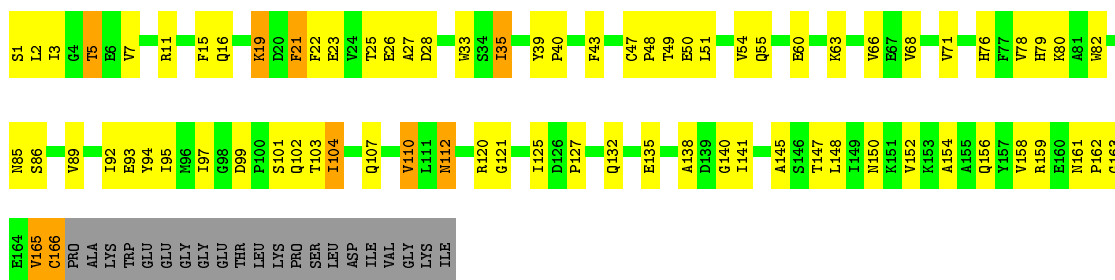 S1 L2 I3 G4 T5 E6 V7 R11 F15 Q16 K19 D20 F21 F22 E23 V24 T25 E26 A27 D28 W33 S34 I35 Y39 P40 F43 C47 P48 T49 E50 L51 V54 Q55 E60 K63 V66 E67 V68 V71 H76 F77 V78 H79 K80 A81 W82
N85 S86 V89 I92 E93 Y94 I95 M96 I97 G98 D99 P100 S101 Q102 T103 I104 Q107 V110 L111 N112 R120 G121 I125 D126 P127 Q132 E135 A138 D139 G140 I141 A145 S146 T147 L148 I149 N150 K151 V152 K153 A154 A155 Q156 Y157 V158 R159 E160 N161 P162 G163
E164 V165 C166 PRO ALA LYS TRP GLU GLU GLY GLY GLU THR LEU LYS PRO SER LEU ASP ILE VAL GLY LYS ILE